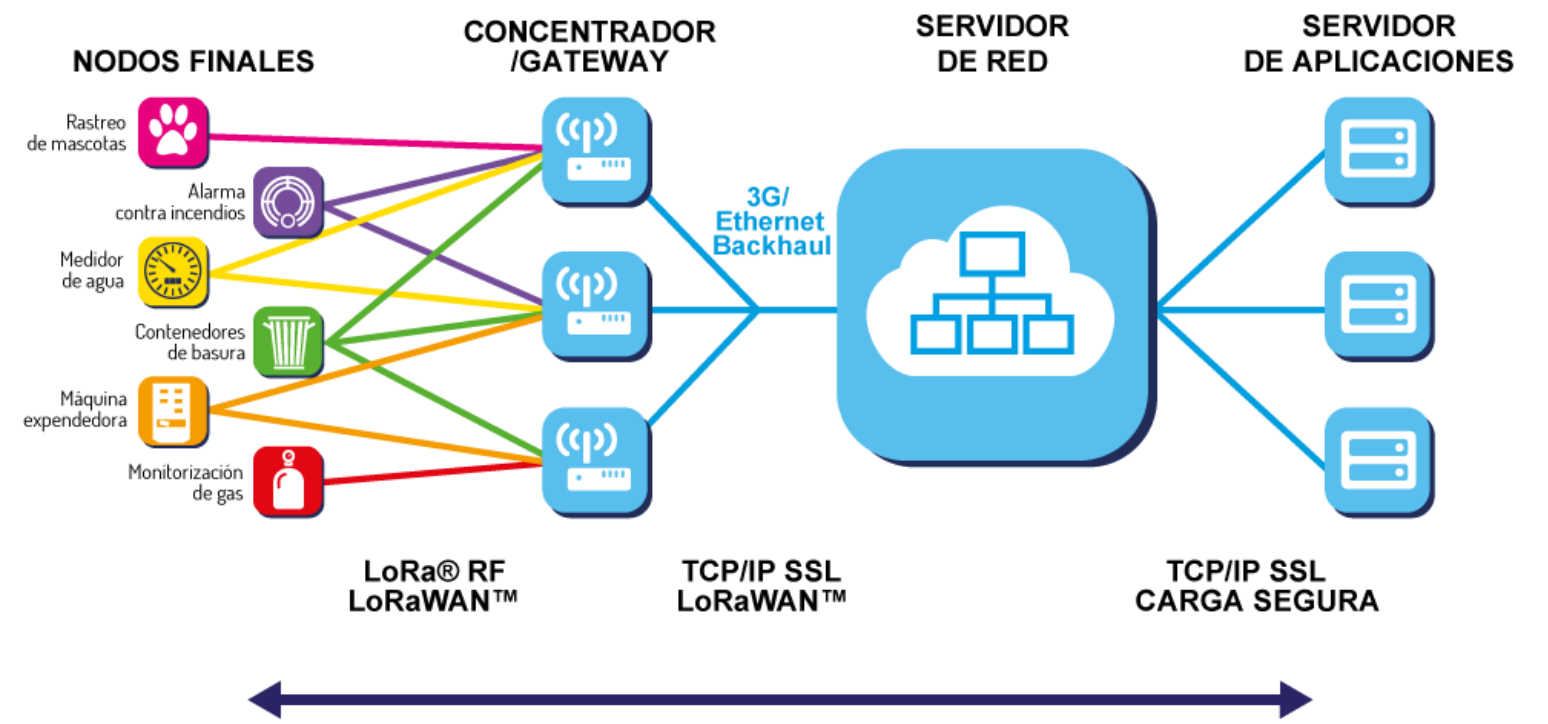 NODOS FINALES
CONCENTRADOR
/GATEWAY
SERVIDOR
DE RED
SERVIDOR
DE APLICACIONES
Rastreo
de mascotas
Alarma
contra incendios
Medidor
de agua
Contenedores
de basura
Máquina
expendedora
Monitorización
de gas
3G/
Ethernet
Backhaul
LoRa® RF
LoRaWAN™
TCP/IP SSL
LoRaWAN™
TCP/IP SSL
CARGA SEGURA